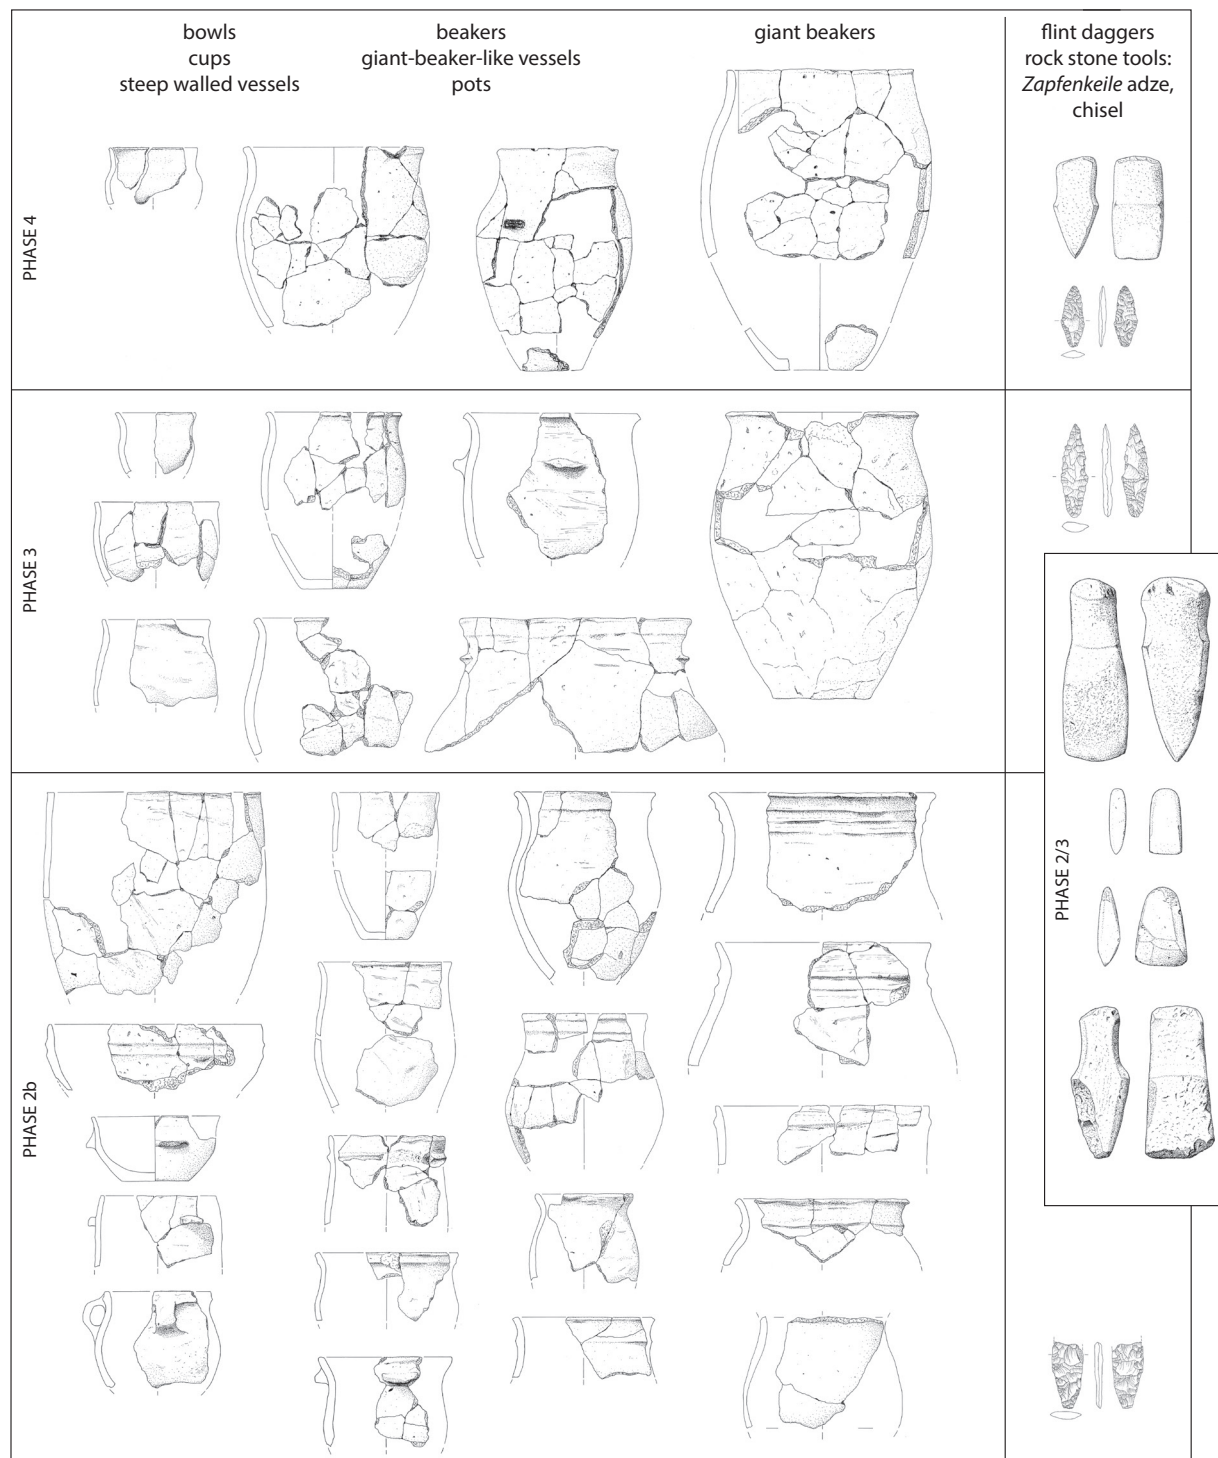 bowls
cups
steep walled vessels
beakers
giant-beaker-like vessels
pots
giant beakers
flint daggers
rock stone tools:
Zapfenkeile adze,
chisel
PHASE 4
PHASE 3
PHASE 2/3
PHASE 2b